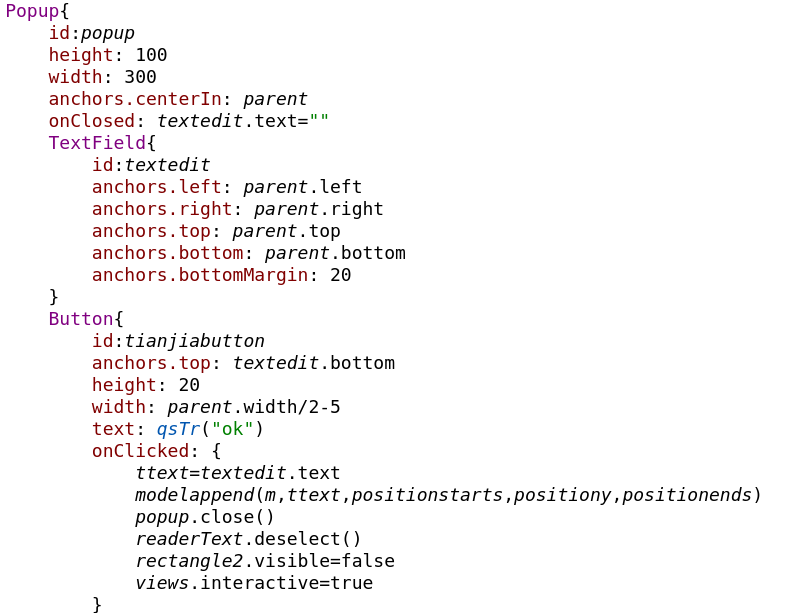 Popup{
    id:popup
    height: 100
    width: 300
    anchors.centerIn: parent
    onClosed: textedit.text=""
    TextField{
        id:textedit
        anchors.left: parent.left
        anchors.right: parent.right
        anchors.top: parent.top
        anchors.bottom: parent.bottom
        anchors.bottomMargin: 20
    }
    Button{
        id:tianjiabutton
        anchors.top: textedit.bottom
        height: 20
        width: parent.width/2-5
        text: qsTr("ok")
        onClicked: {
            ttext=textedit.text
            modelappend(m,ttext,positionstarts,positiony,positionends)
            popup.close()
            readerText.deselect()
            rectangle2.visible=false
            views.interactive=true
        }